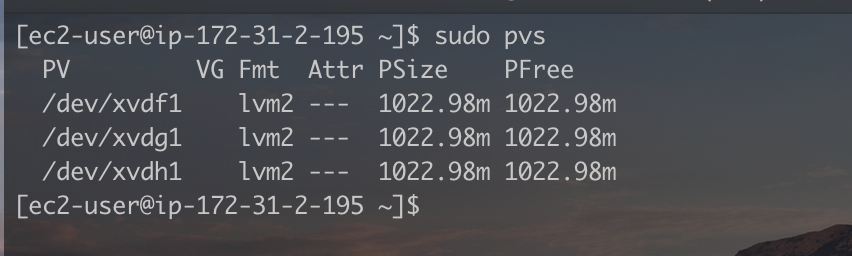 [ec2-user@ip-172-31-2-195 ~]$ sudo pvs
  PV         VG Fmt  Attr PSize    PFree
  /dev/xvdf1    lvm2 ---  1022.98m 1022.98m
  /dev/xvdg1    lvm2 ---  1022.98m 1022.98m
  /dev/xvdh1    lvm2 ---  1022.98m 1022.98m
[ec2-user@ip-172-31-2-195 ~]$